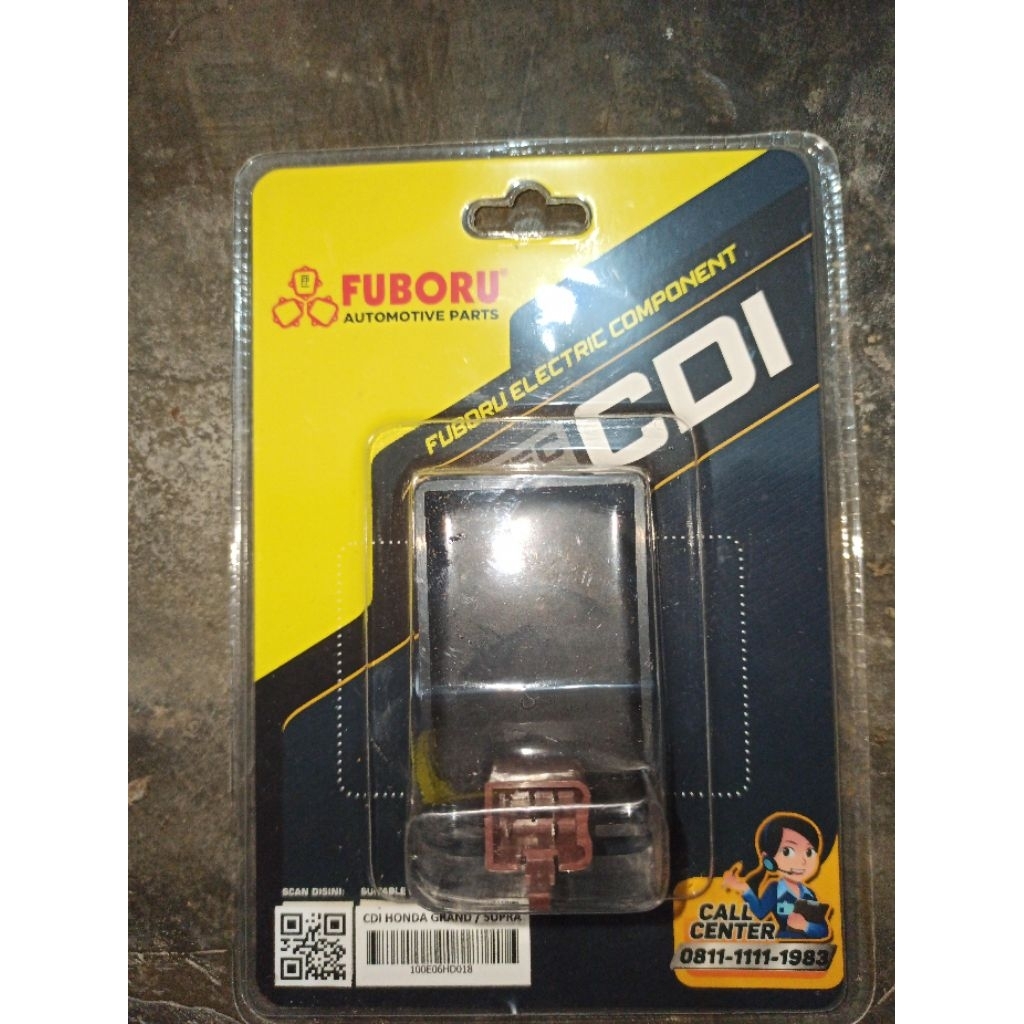 FUBORU
AUTOMOTIVE PARTS
FUBORU ELECTRIC COMPONENT
CDI
SCAN DISINI:
SUITABLE
CDI HONDA GRAND / SUPRA
100E06HD018
CALL
CENTER
0811-1111-1983